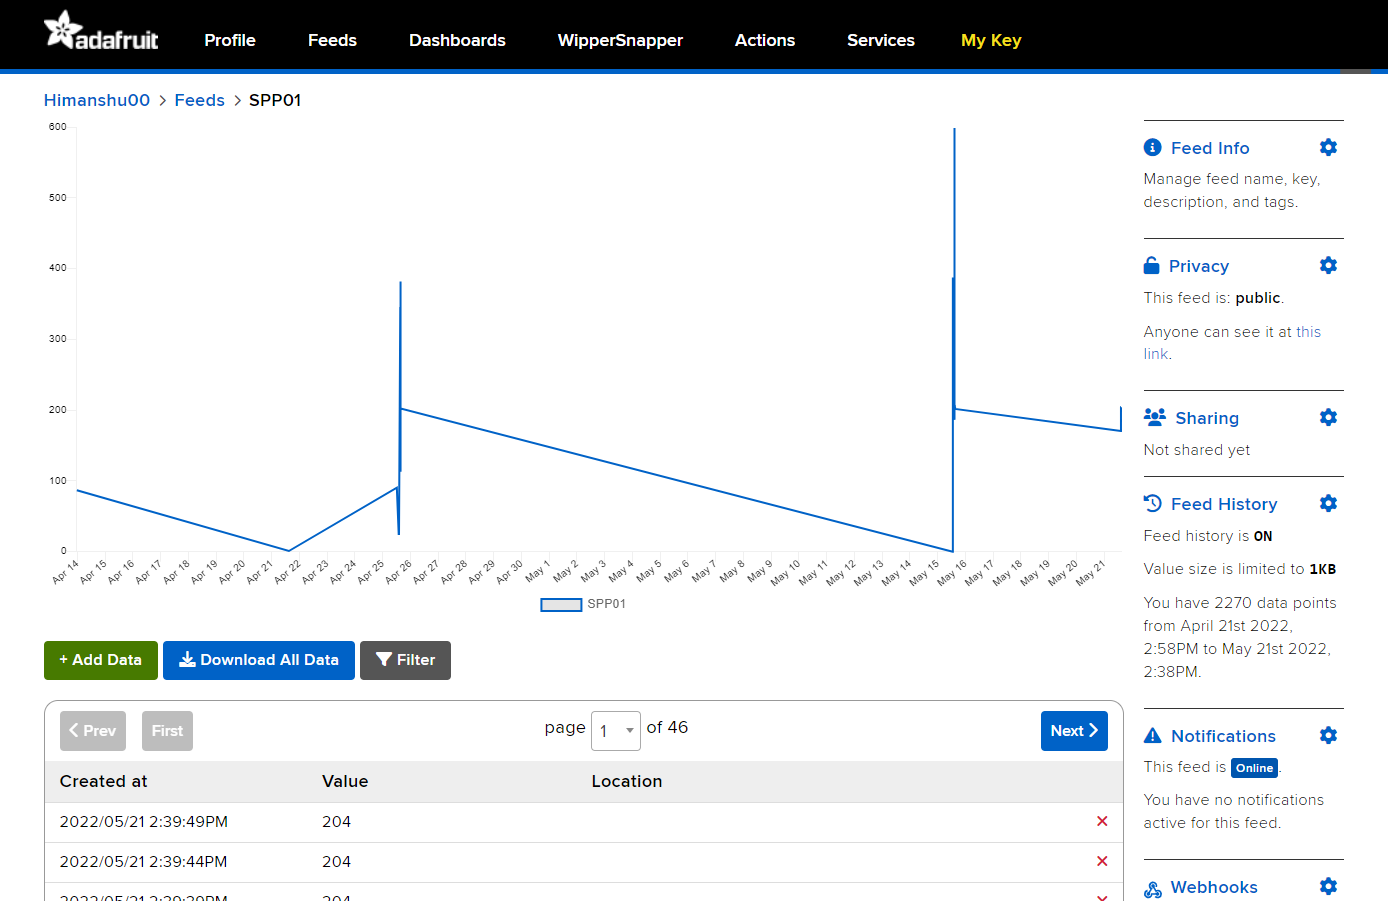 adafruit
Profile
Feeds
Dashboards
WipperSnapper
Actions
Services
My Key
Himanshu00 > Feeds > SPP01
600
500
400
300
200
100
0
Apr 14
Apr 15
Apr 16
Apr 17
Apr 18
Apr 19
Apr 20
Apr 21
Apr 22
Apr 23
Apr 24
Apr 25
Apr 26
Apr 27
Apr 28
Apr 29
Apr 30
May 1
May 2
May 3
May 4
May 5
May 6
May 7
May 8
May 9
May 10
May 11
May 12
May 13
May 14
May 15
May 16
May 17
May 18
May 19
May 20
May 21
SPP01
+ Add Data
Download All Data
Filter
Prev
First
page 1 of 46
Next
Created at Value Location
2022/05/21 2:39:49PM 204
2022/05/21 2:39:44PM 204
2022/05/21 2:39:39PM 204
Feed Info
Manage feed name, key,
description, and tags.
Privacy
This feed is: public.
Anyone can see it at this
link.
Sharing
Not shared yet
Feed History
Feed history is ON
Value size is limited to 1KB
You have 2270 data points
from April 21st 2022,
2:58PM to May 21st 2022,
2:38PM.
Notifications
This feed is Online.
You have no notifications
active for this feed.
Webhooks